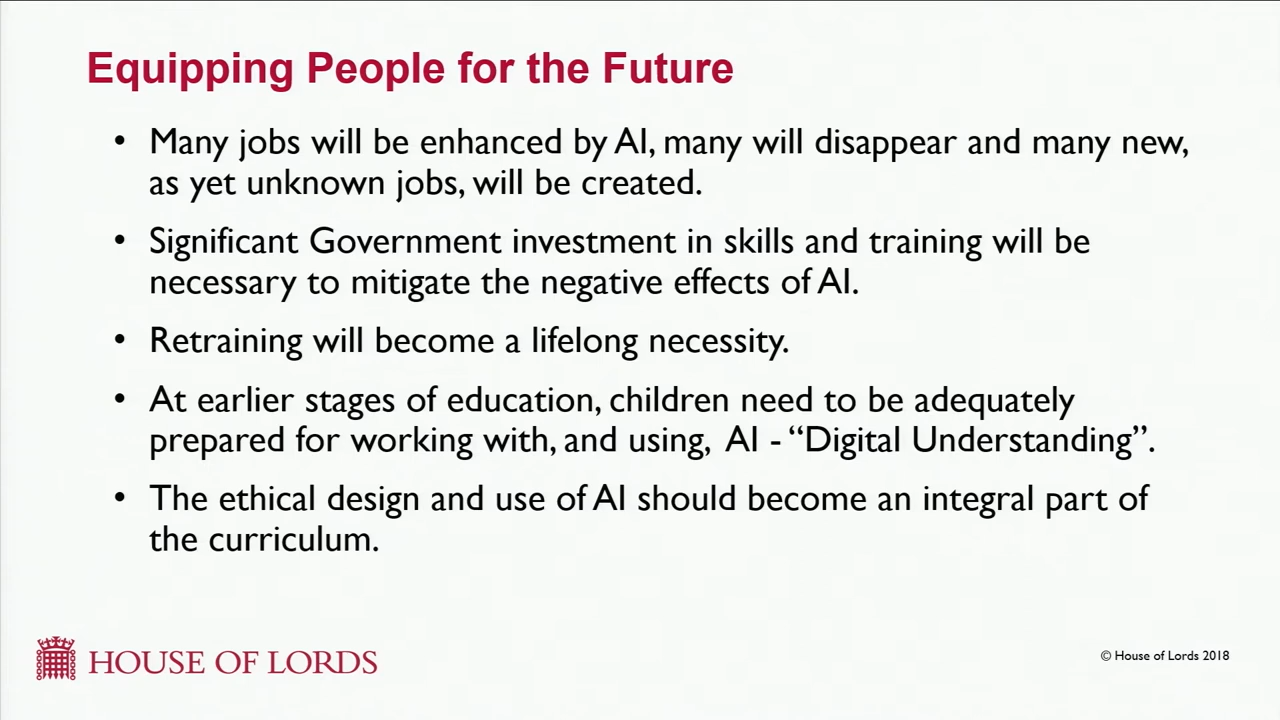 Equipping People for the Future
• Many jobs will be enhanced by AI, many will disappear and many new,
as yet unknown jobs, will be created.
• Significant Government investment in skills and training will be
necessary to mitigate the negative effects of AI.
• Retraining will become a lifelong necessity.
• At earlier stages of education, children need to be adequately
prepared for working with, and using, AI - “Digital Understanding”.
• The ethical design and use of AI should become an integral part of
the curriculum.
HOUSE OF LORDS
© House of Lords 2018